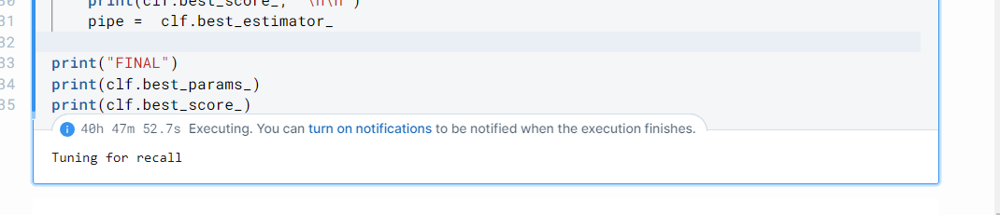 print(clf.best_score_, "\n\n")
31 pipe = clf.best_estimator_
32
33 print("FINAL")
34 print(clf.best_params_)
35 print(clf.best_score_)
40h 47m 52.7s Executing. You can turn on notifications to be notified when the execution finishes.
Tuning for recall